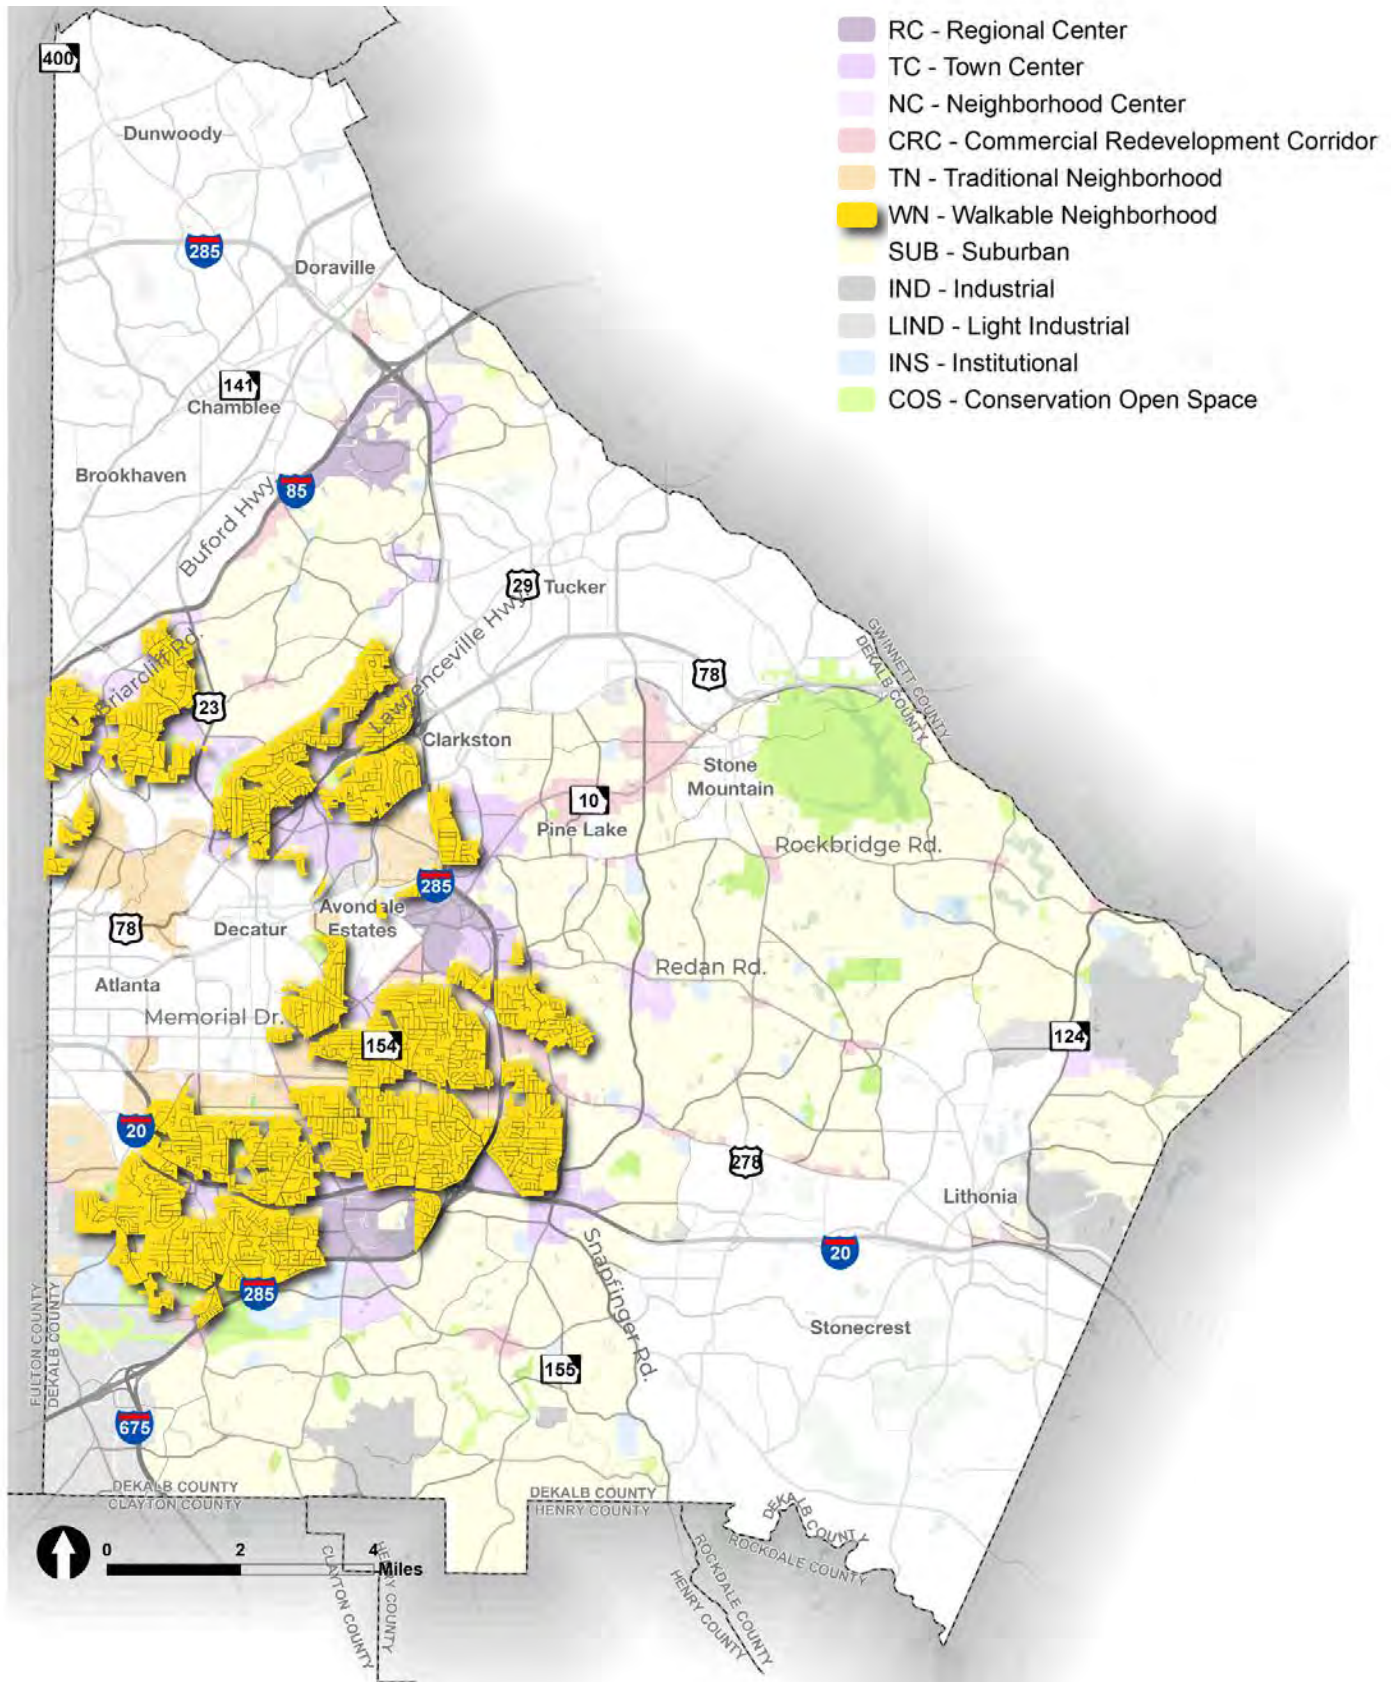 RC - Regional Center
TC - Town Center
NC - Neighborhood Center
CRC - Commercial Redevelopment Corridor
TN - Traditional Neighborhood
WN - Walkable Neighborhood
SUB - Suburban
IND - Industrial
LIND - Light Industrial
INS - Institutional
COS - Conservation Open Space
400
Dunwoody
285
Doraville
141
Chamblee
Brookhaven
85
Buford Hwy.
29
Tucker
Lawrenceville Hwy.
GWINNETT COUNTY
DEKALB COUNTY
Briarcliff Rd.
78
23
Clarkston
Stone
Mountain
10
Pine Lake
Rockbridge Rd.
285
Avondale
Estates
78
Decatur
Redan Rd.
Atlanta
Memorial Dr.
154
124
20
278
Lithonia
20
Snapfinger Rd.
285
Stonecrest
FULTON COUNTY
DEKALB COUNTY
155
675
DEKALB COUNTY
CLAYTON COUNTY
DEKALB COUNTY
HENRY COUNTY
DEKALB COUNTY
ROCKDALE COUNTY
0 2 4
Miles
CLAYTON COUNTY
HENRY COUNTY
ROCKDALE COUNTY
HENRY COUNTY